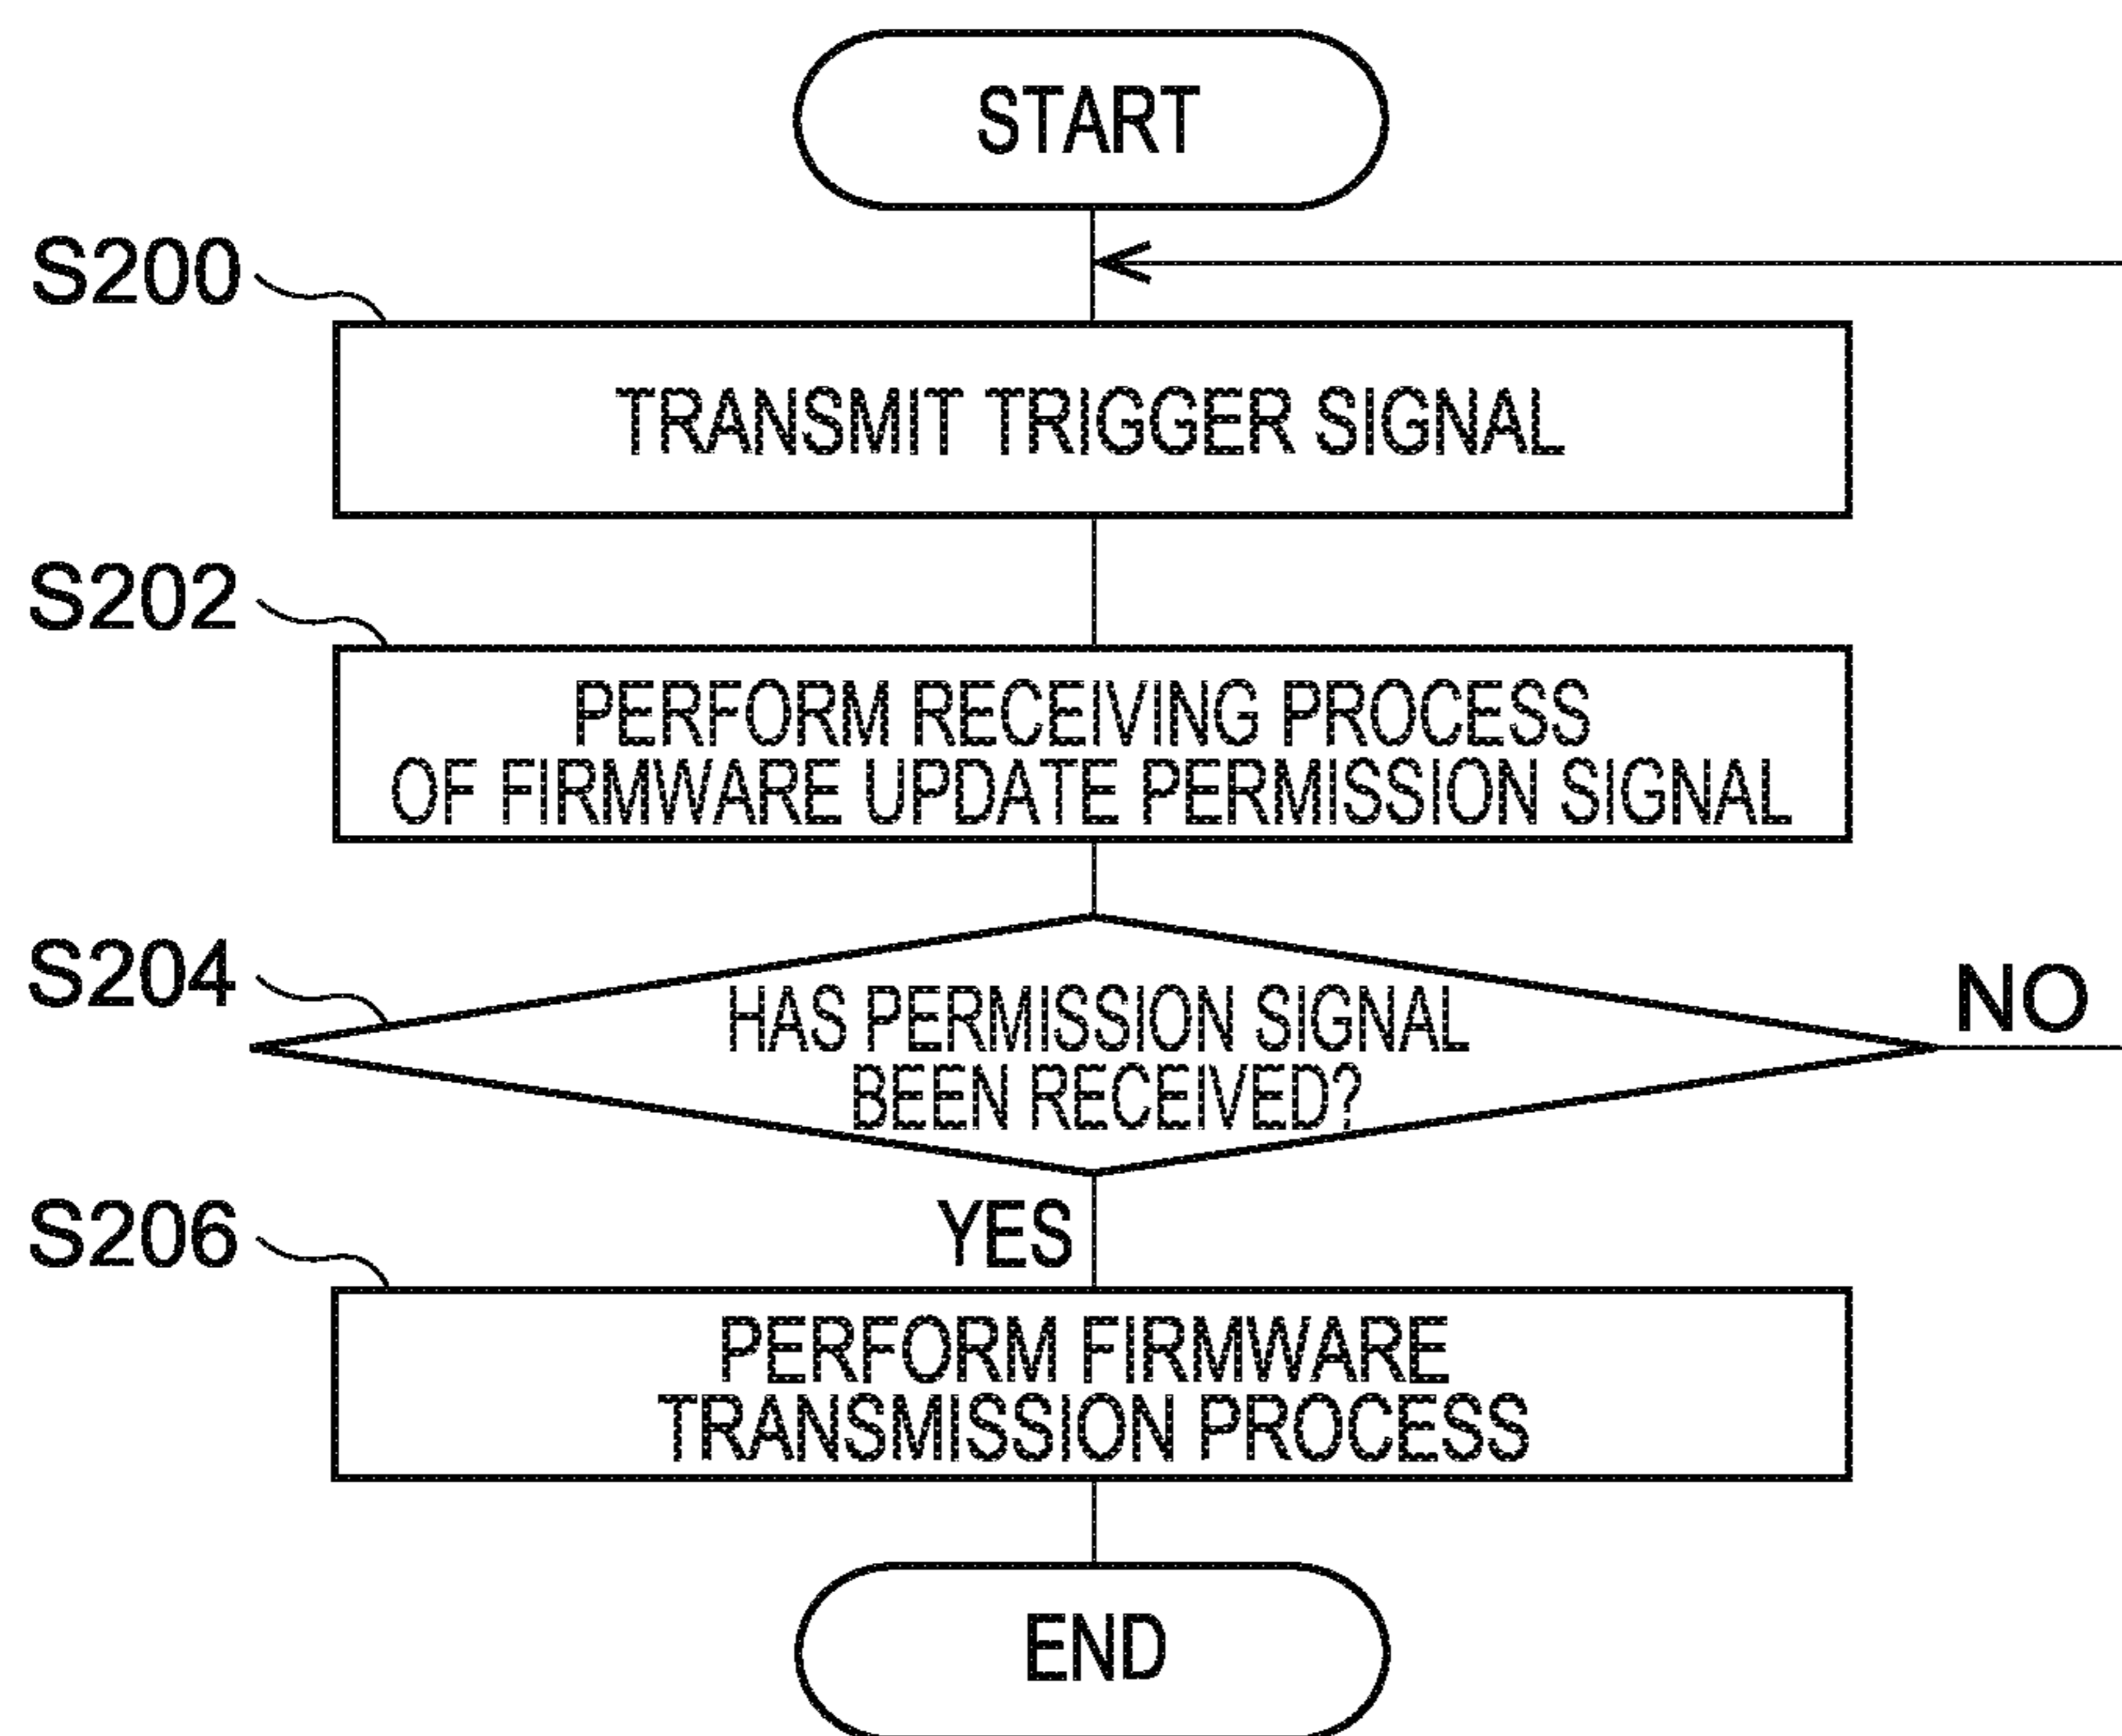 START
S200
TRANSMIT TRIGGER SIGNAL
S202
PERFORM RECEIVING PROCESS
OF FIRMWARE UPDATE PERMISSION SIGNAL
S204
HAS PERMISSION SIGNAL
BEEN RECEIVED?
NO
YES
S206
PERFORM FIRMWARE
TRANSMISSION PROCESS
END